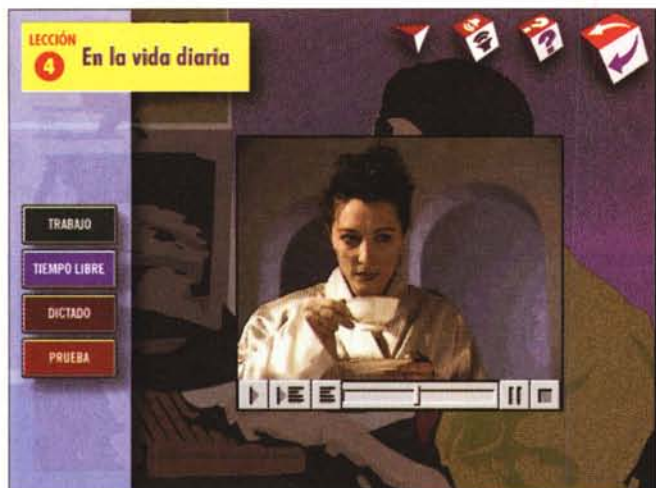 LECCIÓN
4
En la vida diaria
TRABAJO
TIEMPO LIBRE
DICTADO
PRUEBA
??